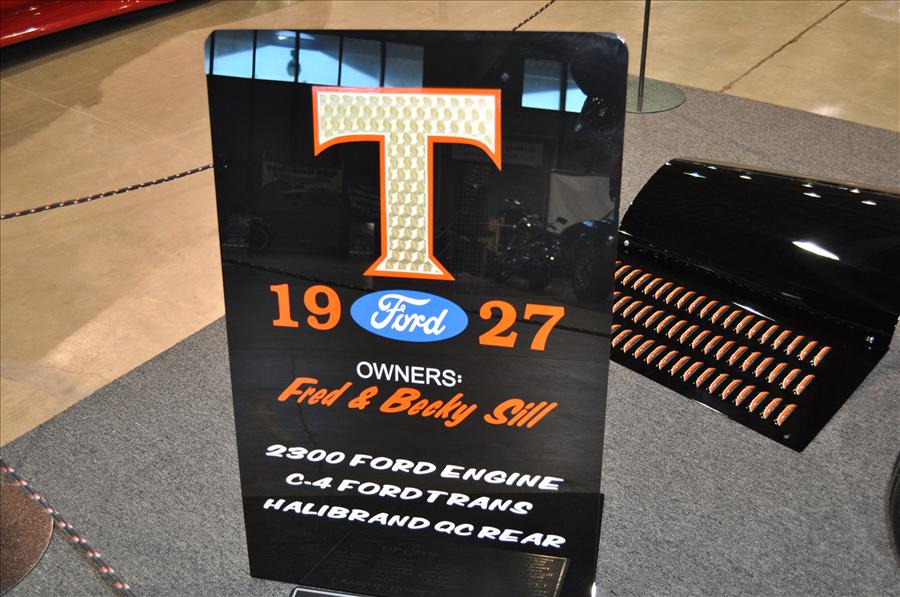 T
19 Ford 27
OWNERS:
Fred & Becky Sill
2300 FORD ENGINE
C-4 FORD TRANS
HALIBRAND QC REAR